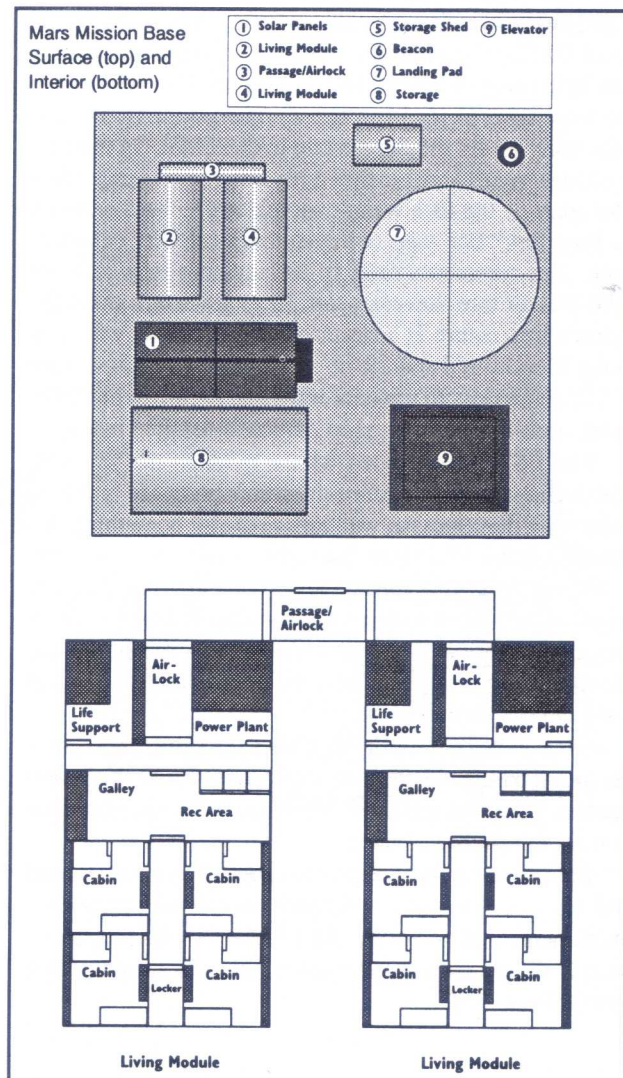 Mars Mission Base
Surface (top) and
Interior (bottom)
① Solar Panels
② Living Module
③ Passage/Airlock
④ Living Module
⑤ Storage Shed
⑥ Beacon
⑦ Landing Pad
⑧ Storage
⑨ Elevator
⑤
⑥
③
② ④
⑦
①
⑧
⑨
Passage/
Airlock
Air-
Lock
Life
Support
Power Plant
Galley
Rec Area
Cabin Cabin
Cabin Cabin
Locker
Living Module
Air-
Lock
Life
Support
Power Plant
Galley
Rec Area
Cabin Cabin
Cabin Cabin
Locker
Living Module